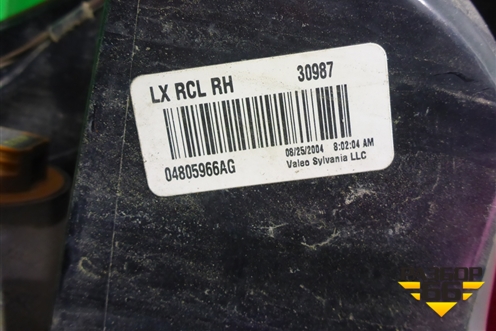 LX RCL RH 30987
04805966AG
08/25/2004 8:02:04 AM
Valeo Sylvania LLC